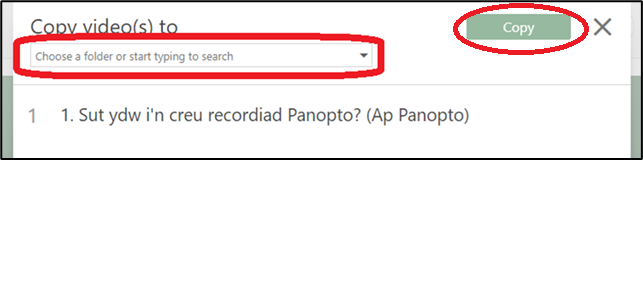 Copy video(s) to
Copy
Choose a folder or start typing to search
1 1. Sut ydw i'n creu recordiad Panopto? (Ap Panopto)